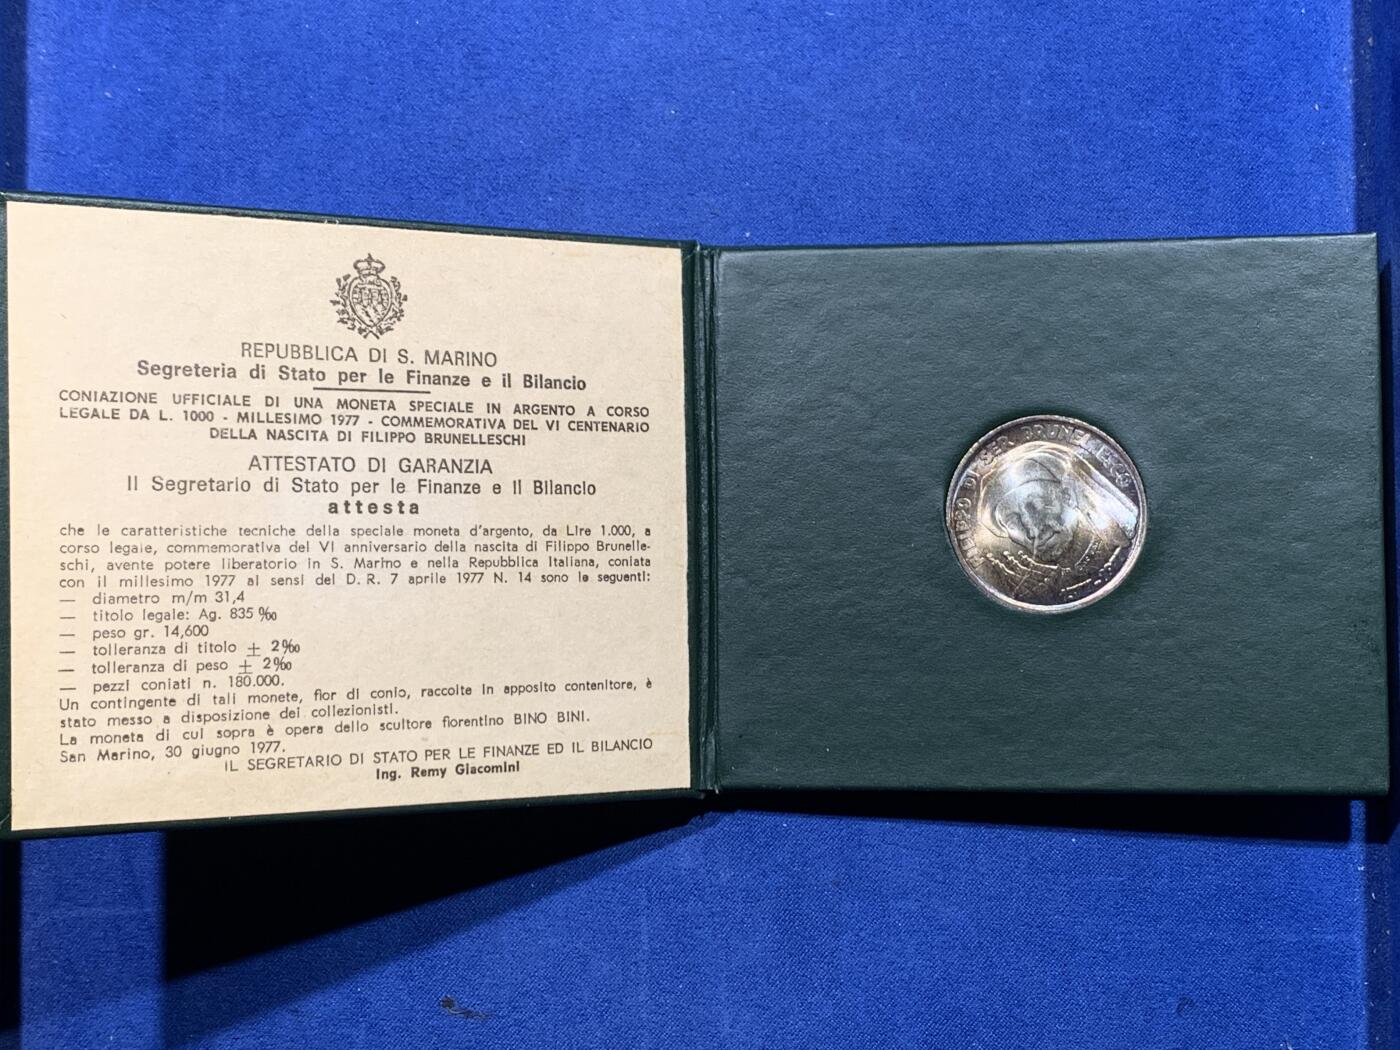 REPUBBLICA DI S. MARINO
Segreteria di Stato per le Finanze e il Bilancio
CONIAZIONE UFFICIALE DI UNA MONETA SPECIALE IN ARGENTO A CORSO
LEGALE DA L. 1000 - MILLESIMO 1977 - COMMEMORATIVA DEL VI CENTENARIO
DELLA NASCITA DI FILIPPO BRUNELLESCHI
ATTESTATO DI GARANZIA
Il Segretario di Stato per le Finanze e il Bilancio
attesta
che le caratteristiche tecniche della speciale moneta d'argento, da Lire 1.000, a
corso legale, commemorativa del VI anniversario della nascita di Filippo Brunelle-
schi, avente potere liberatorio in S. Marino e nella Repubblica Italiana, coniata
con il millesimo 1977 ai sensi del D. R. 7 aprile 1977 N. 14 sono le seguenti:
— diametro m/m 31,4
— titolo legale: Ag. 835 ‰
— peso gr. 14,600
— tolleranza di titolo ± 2‰
— tolleranza di peso ± 2‰
— pezzi coniati n. 180.000.
Un contingente di tali monete, fior di conio, raccolte in apposito contenitore, è
stato messo a disposizione dei collezionisti.
La moneta di cui sopra è opera dello scultore fiorentino BINO BINI.
San Marino, 30 giugno 1977.
IL SEGRETARIO DI STATO PER LE FINANZE ED IL BILANCIO
Ing. Remy Giacomini
FILIPPO DI SER BRUNELLESCO